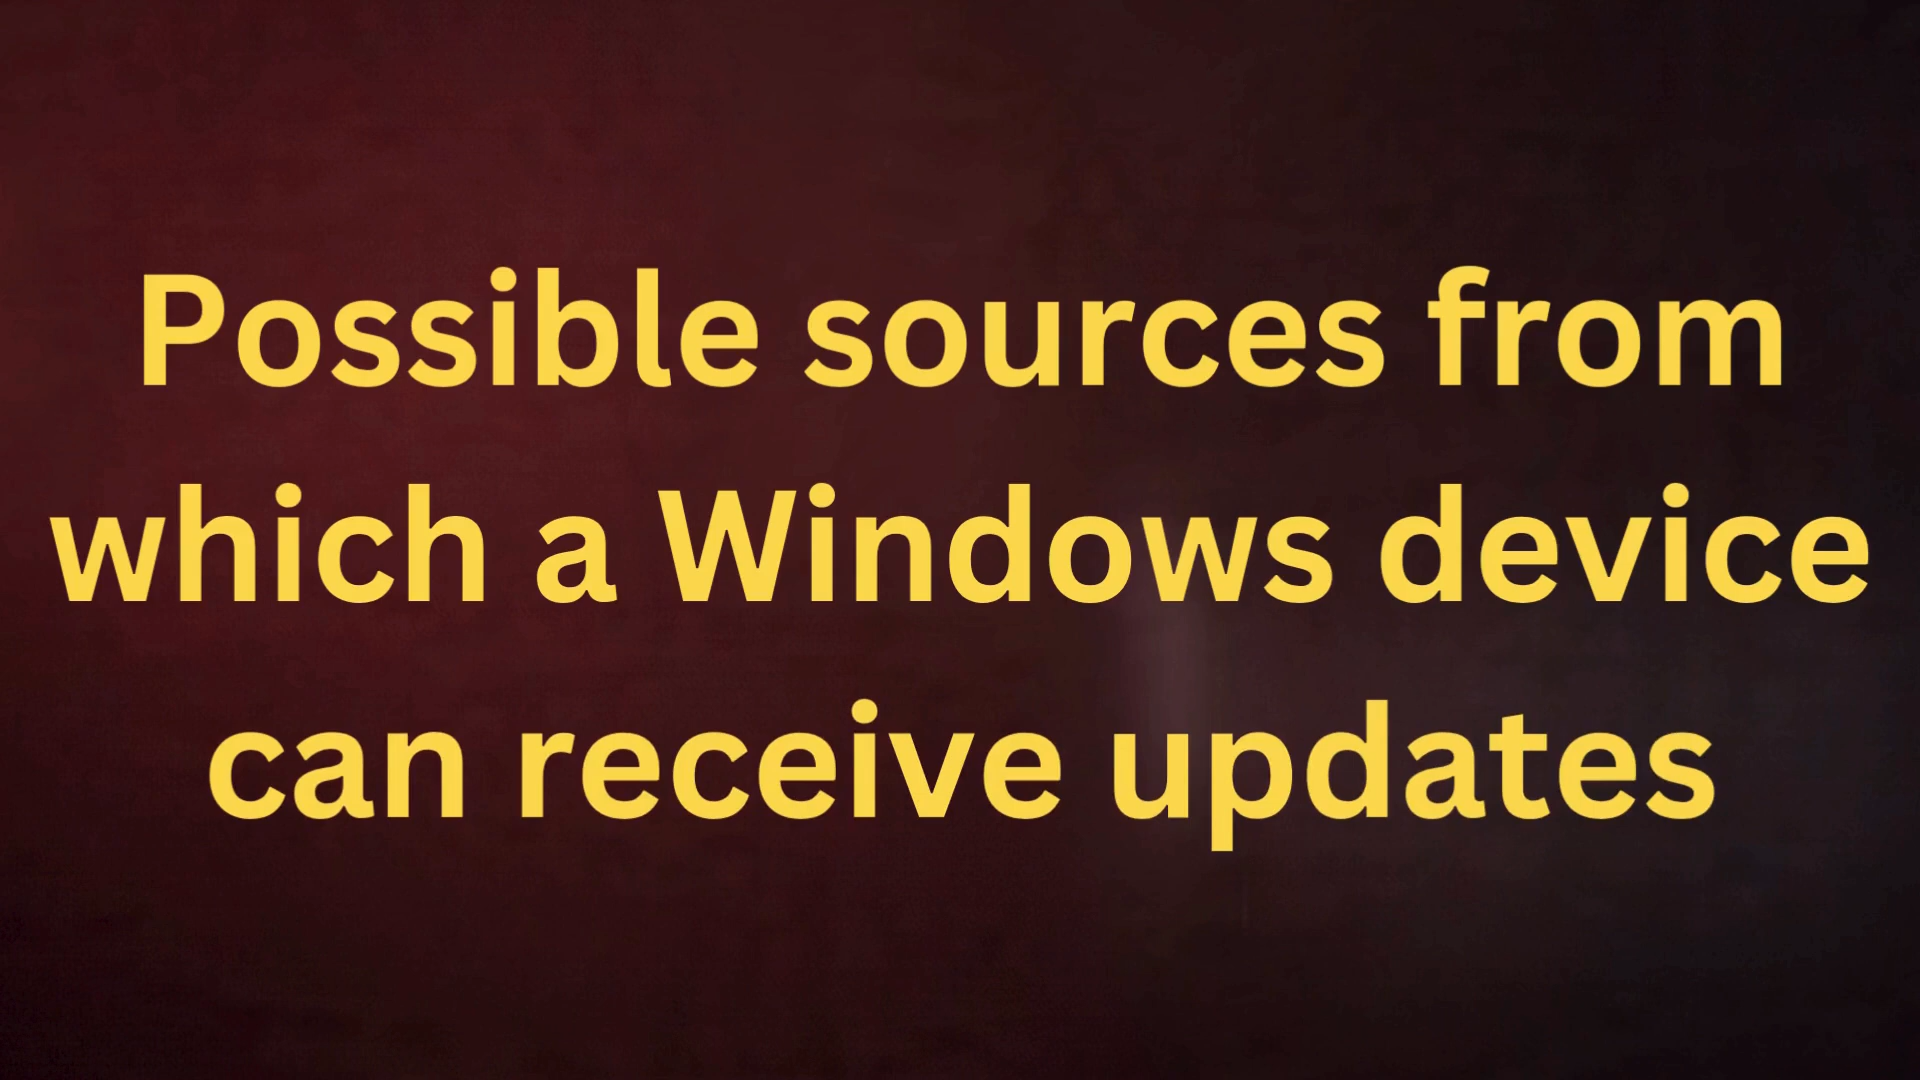 Possible sources from
which a Windows device
can receive updates